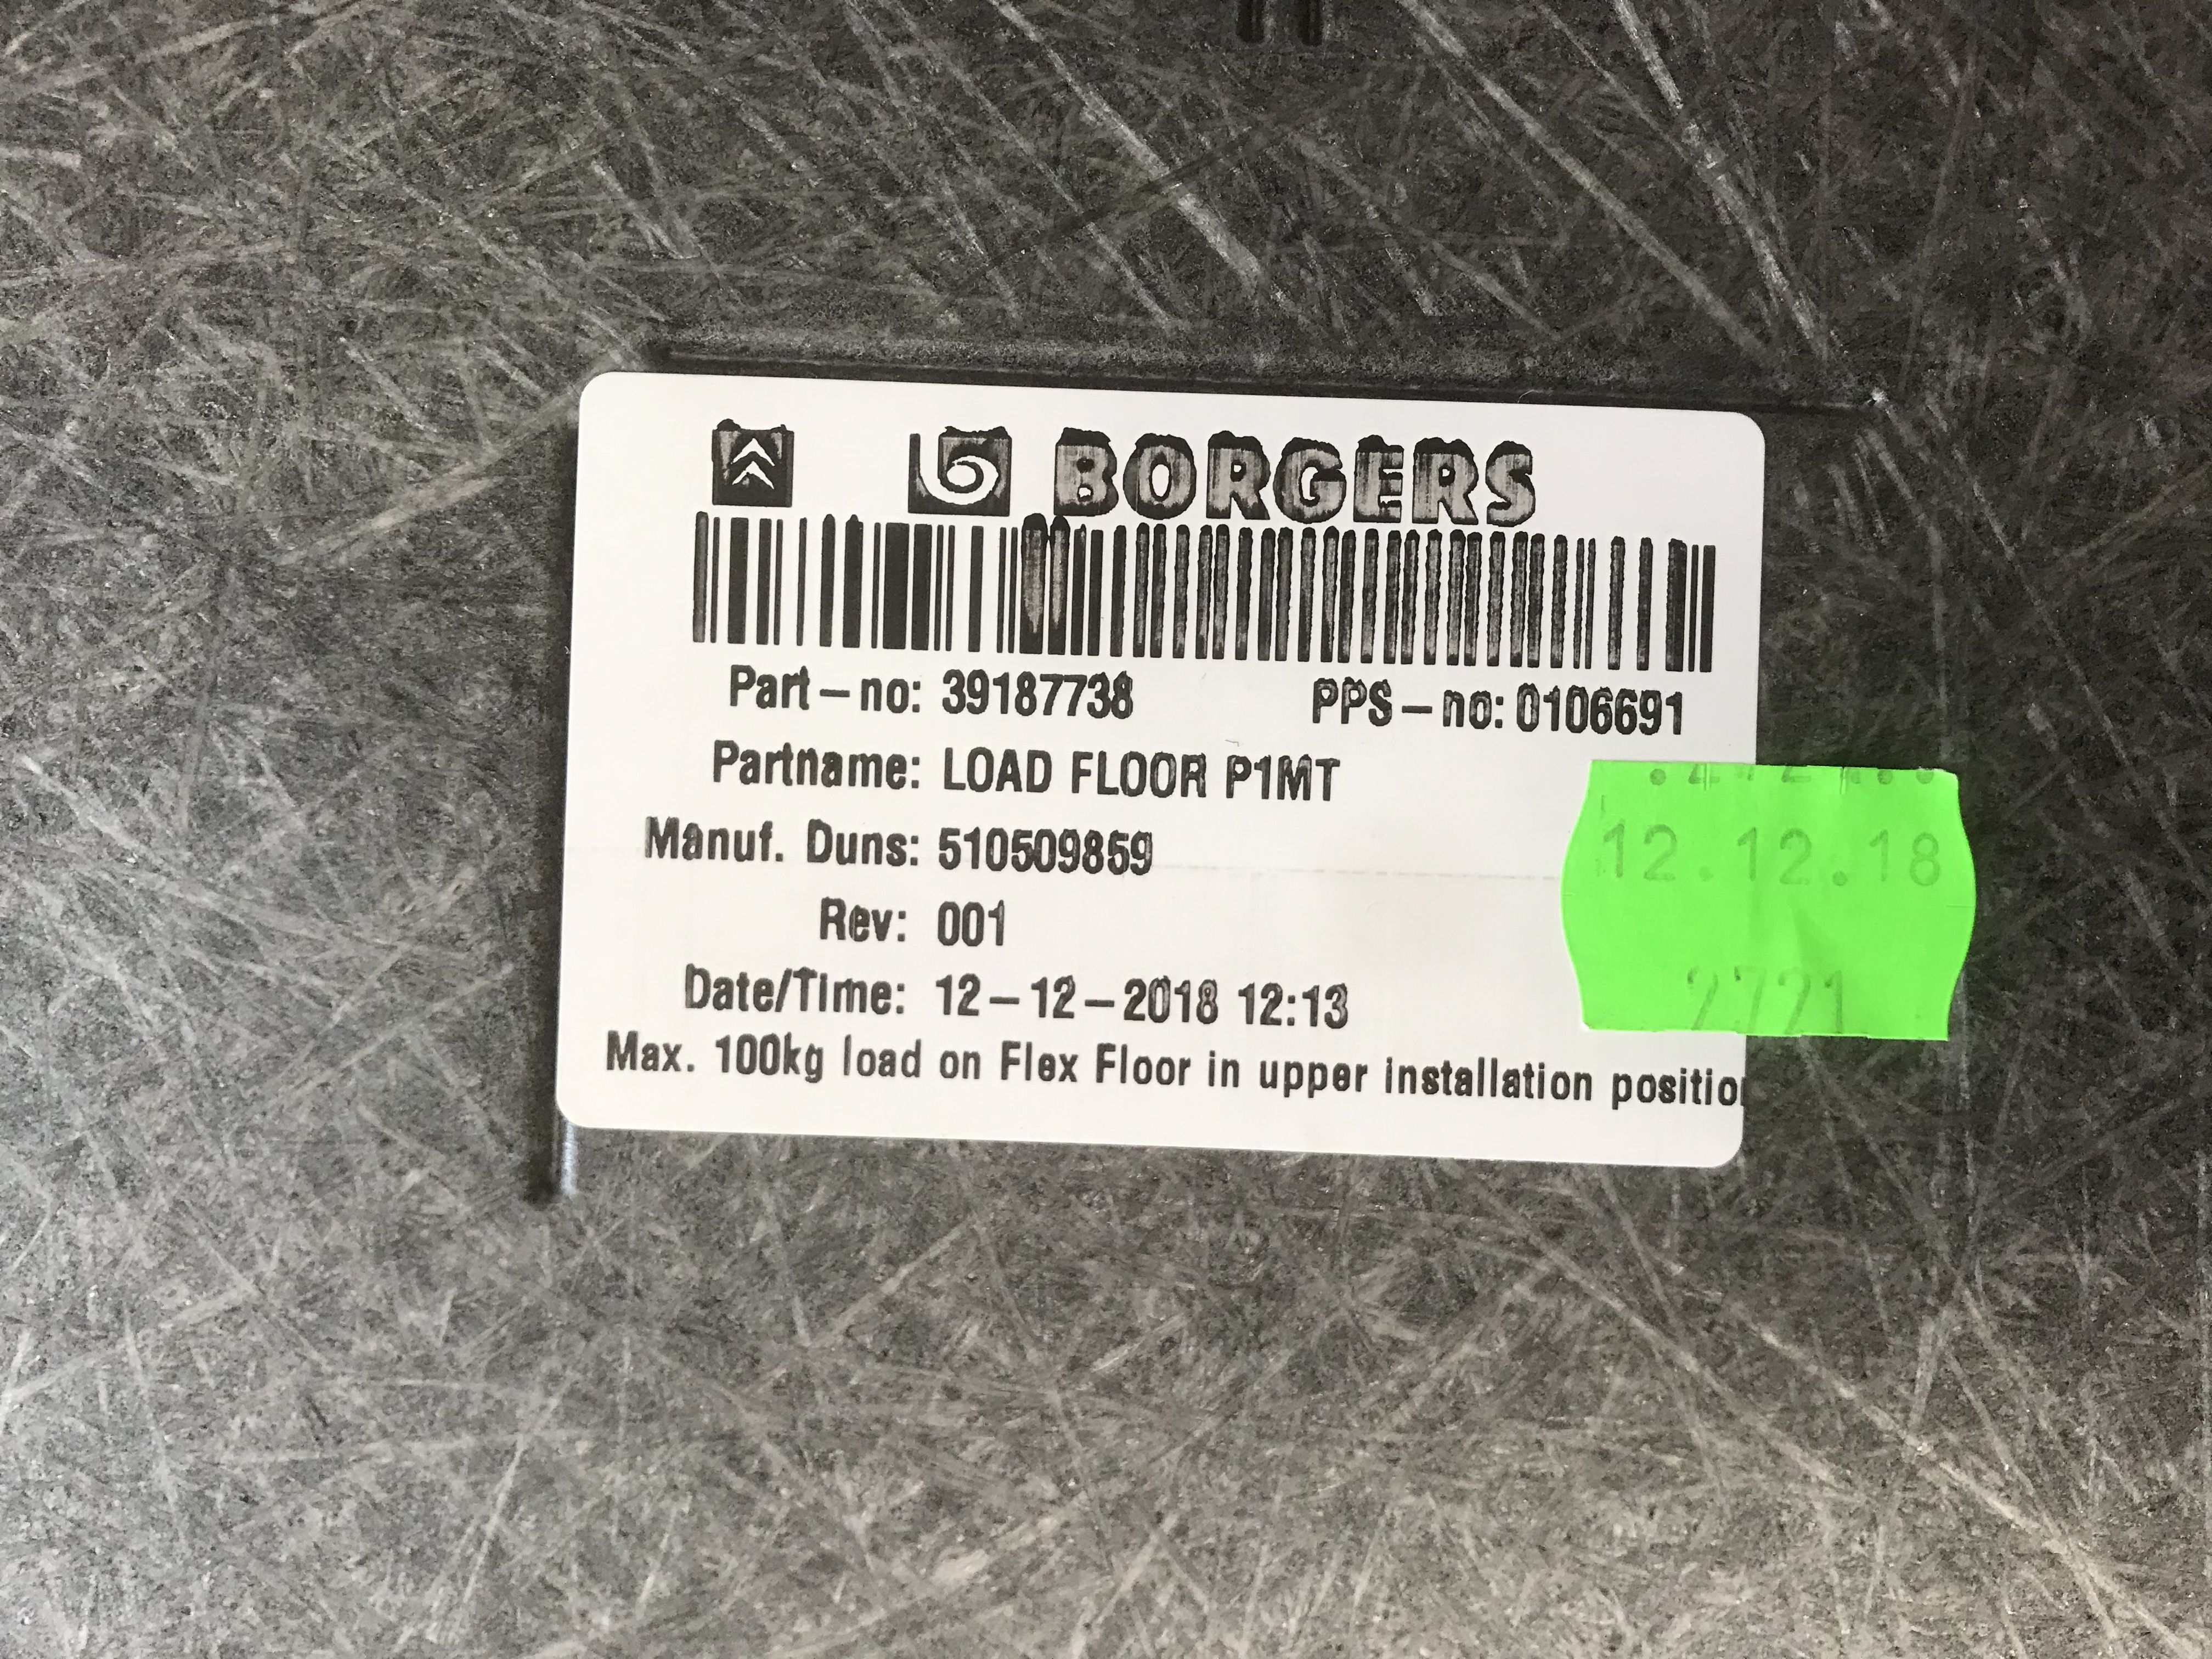 BORGERS
Part-no: 39187738 PPS-no: 0106691
Partname: LOAD FLOOR P1MT
Manuf. Duns: 510509859
Rev: 001
Date/Time: 12-12-2018 12:13
Max. 100kg load on Flex Floor in upper installation positio
12.12.18
2721